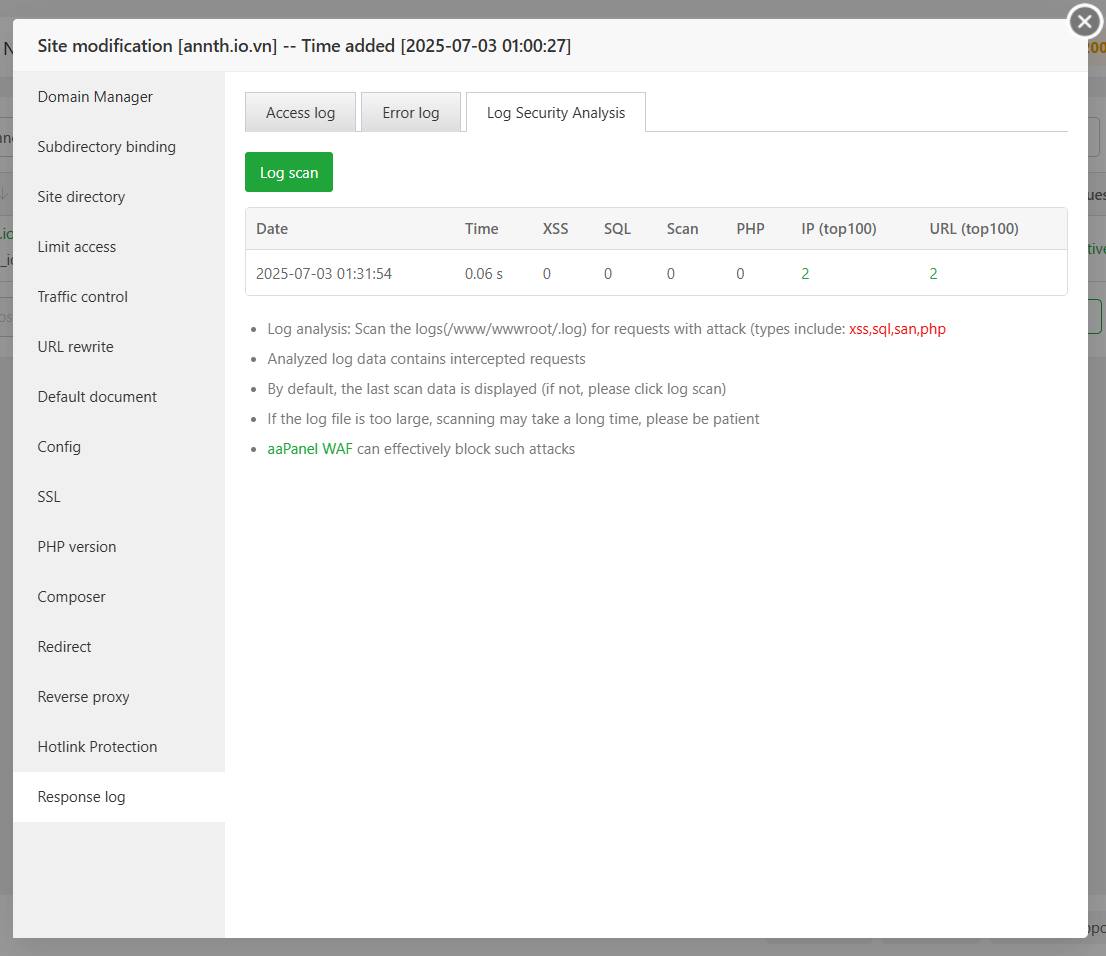 Site modification [annth.io.vn] -- Time added [2025-07-03 01:00:27]
Domain Manager
Subdirectory binding
Site directory
Limit access
Traffic control
URL rewrite
Default document
Config
SSL
PHP version
Composer
Redirect
Reverse proxy
Hotlink Protection
Response log
Access log Error log Log Security Analysis
Log scan
Date Time XSS SQL Scan PHP IP (top100) URL (top100)
2025-07-03 01:31:54 0.06 s 0 0 0 0 2 2
Log analysis: Scan the logs(/www/wwwroot/.log) for requests with attack (types include: xss,sql,san,php
Analyzed log data contains intercepted requests
By default, the last scan data is displayed (if not, please click log scan)
If the log file is too large, scanning may take a long time, please be patient
aaPanel WAF can effectively block such attacks